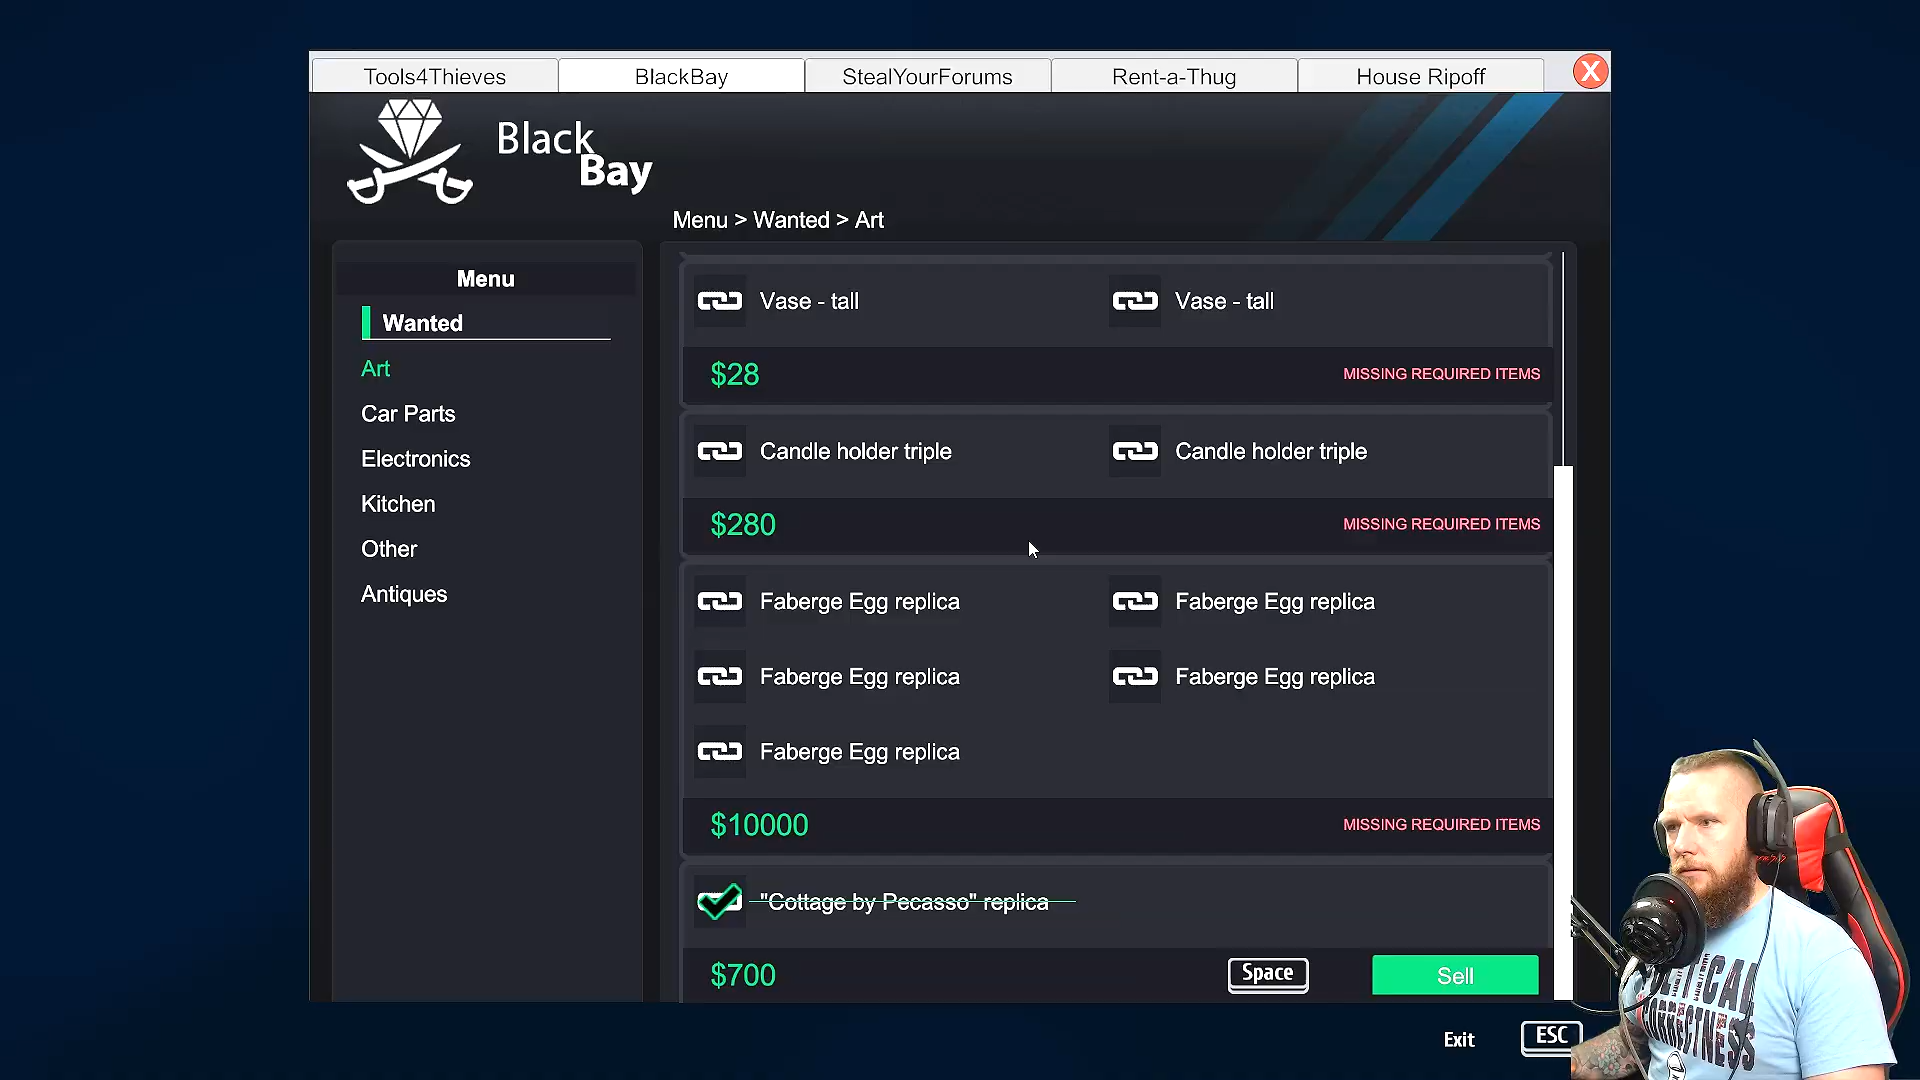 Tools4Thieves
BlackBay
StealYourForums
Rent-a-Thug
House Ripoff
X
Black
Bay
Menu > Wanted > Art
Menu
Wanted
Art
Car Parts
Electronics
Kitchen
Other
Antiques
Vase - tall
Vase - tall
$28
MISSING REQUIRED ITEMS
Candle holder triple
Candle holder triple
$280
MISSING REQUIRED ITEMS
Faberge Egg replica
Faberge Egg replica
Faberge Egg replica
Faberge Egg replica
Faberge Egg replica
$10000
MISSING REQUIRED ITEMS
"Cottage by Pecasso" replica
$700
Space
Sell
Exit
ESC
CORRECTNESS